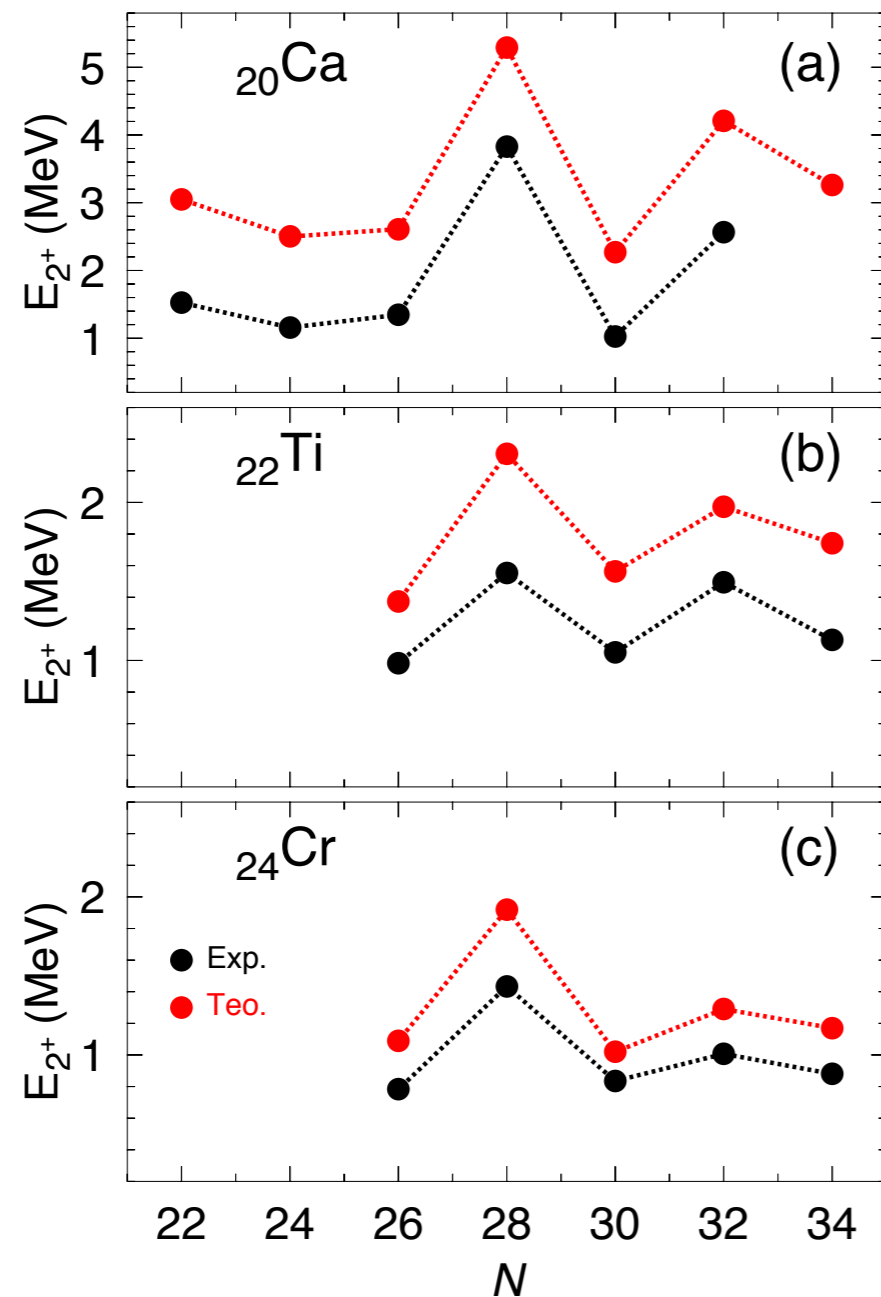 ₂₀Ca (a)
E₂⁺ (MeV)
5
4
3
2
1
₂₂Ti (b)
E₂⁺ (MeV)
2
1
₂₄Cr (c)
E₂⁺ (MeV)
2
1
Exp.
Teo.
22 24 26 28 30 32 34
N